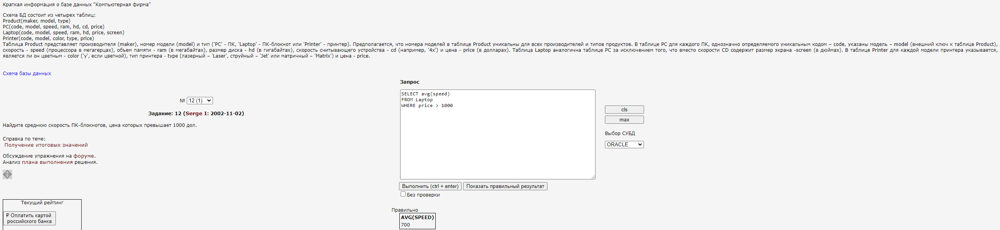 Краткая информация о базе данных "Компьютерная фирма"
Схема БД состоит из четырех таблиц:
Product(maker, model, type)
PC(code, model, speed, ram, hd, cd, price)
Laptop(code, model, speed, ram, hd, price, screen)
Printer(code, model, color, type, price)
Таблица Product представляет производителя (maker), номер модели (model) и тип ('PC' - ПК, 'Laptop' - ПК-блокнот или 'Printer' - принтер). Предполагается, что номера моделей в таблице Product уникальны для всех производителей и типов продуктов. В таблице PC для каждого ПК, однозначно определяемого уникальным кодом – code, указаны модель – model (внешний ключ к таблице Product),
скорость - speed (процессора в мегагерцах), объем памяти - ram (в мегабайтах), размер диска - hd (в гигабайтах), скорость считывающего устройства - cd (например, '4x') и цена - price (в долларах). Таблица Laptop аналогична таблице PC за исключением того, что вместо скорости CD содержит размер экрана -screen (в дюймах). В таблице Printer для каждой модели принтера указывается,
является ли он цветным - color ('y', если цветной), тип принтера - type (лазерный – 'Laser', струйный – 'Jet' или матричный – 'Matrix') и цена - price.
Схема базы данных
№ 12 (1)
Задание: 12 (Serge I: 2002-11-02)
Найдите среднюю скорость ПК-блокнотов, цена которых превышает 1000 дол.
Справка по теме:
Получение итоговых значений
Обсуждение упражнения на форуме.
Анализ плана выполнения решения.
i
Текущий рейтинг
₽ Оплатить картой
российского банка
Запрос
SELECT avg(speed)
FROM Laptop
WHERE price > 1000
cls
max
Выбор СУБД
ORACLE
Выполнить (ctrl + enter) Показать правильный результат
Без проверки
Правильно
AVG(SPEED)
700